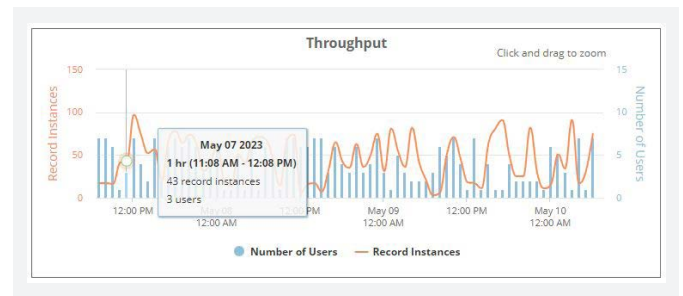 Throughput
Click and drag to zoom
150
15
100
10
50
5
0
0
Record Instances
Number of Users
May 07 2023
1 hr (11:08 AM - 12:08 PM)
43 record instances
3 users
12:00 PM
May 08
12:00 AM
12:00 PM
May 09
12:00 AM
12:00 PM
May 10
12:00 AM
Number of Users
Record Instances